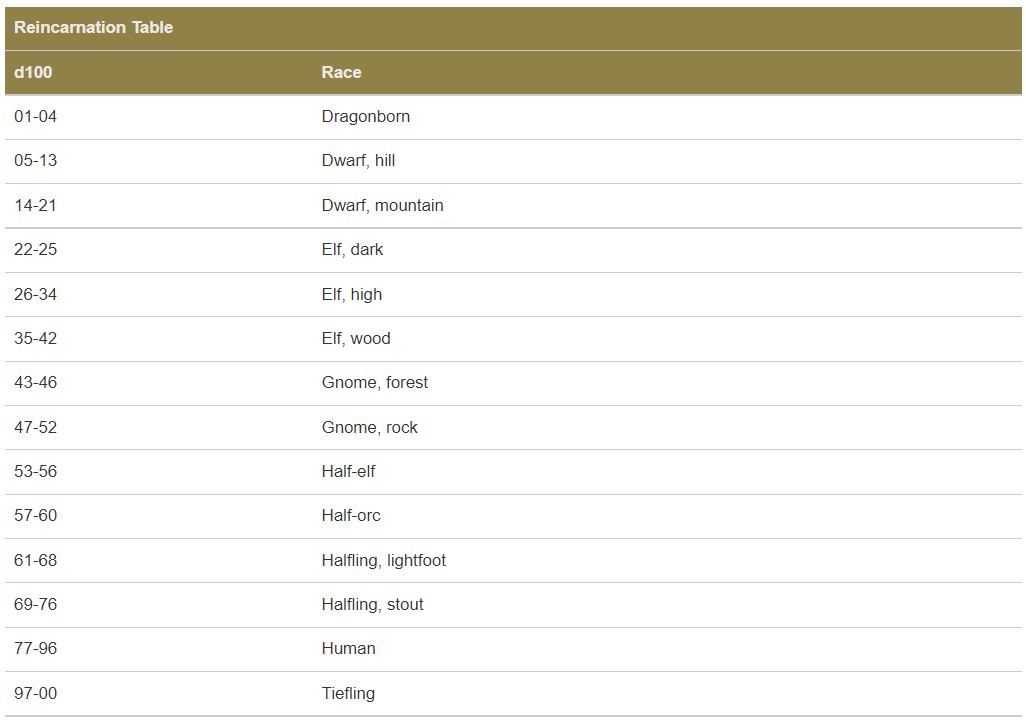 Reincarnation Table
d100 Race
01-04 Dragonborn
05-13 Dwarf, hill
14-21 Dwarf, mountain
22-25 Elf, dark
26-34 Elf, high
35-42 Elf, wood
43-46 Gnome, forest
47-52 Gnome, rock
53-56 Half-elf
57-60 Half-orc
61-68 Halfling, lightfoot
69-76 Halfling, stout
77-96 Human
97-00 Tiefling